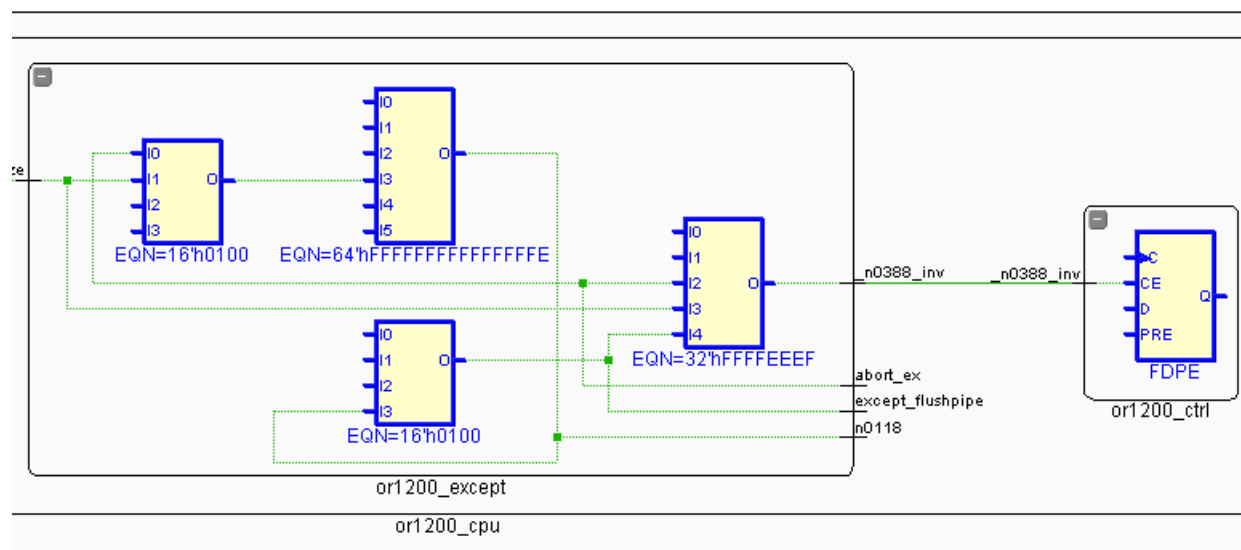 ze
I0
I1
I2
I3
O
EQN=16'h0100
I0
I1
I2
I3
I4
I5
O
EQN=64'hFFFFFFFFFFFFFFFE
I0
I1
I2
I3
O
EQN=16'h0100
I0
I1
I2
I3
I4
O
EQN=32'hFFFFEEEF
_n0388_inv
_n0388_inv
abort_ex
except_flushpipe
n0118
C
CE
D
PRE
Q
FDPE
or1200_ctrl
or1200_except
or1200_cpu